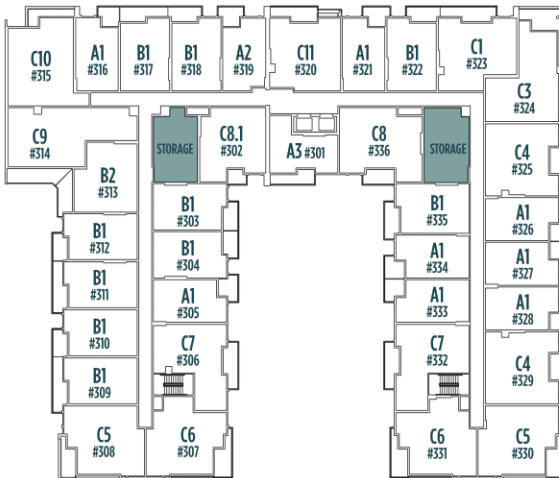 C10
#315
A1
#316
B1
#317
B1
#318
A2
#319
C11
#320
A1
#321
B1
#322
C1
#323
C3
#324
C9
#314
STORAGE
C8.1
#302
A3 #301
C8
#336
STORAGE
C4
#325
B2
#313
B1
#303
B1
#335
A1
#326
B1
#312
B1
#304
A1
#334
A1
#327
B1
#311
A1
#305
A1
#333
A1
#328
B1
#310
C7
#306
C7
#332
C4
#329
B1
#309
C5
#308
C6
#307
C6
#331
C5
#330